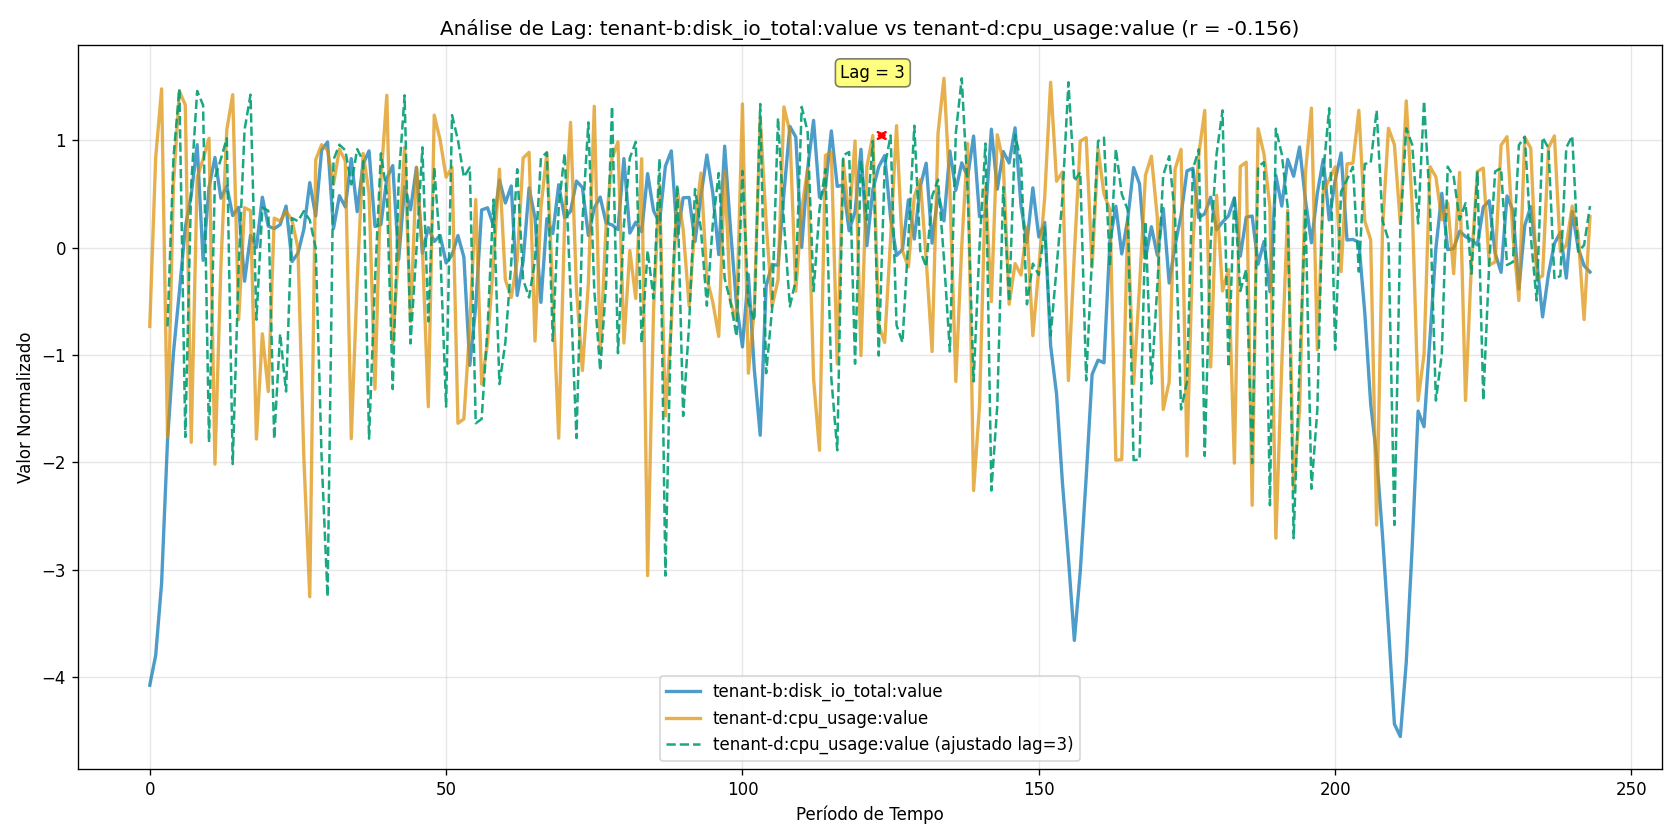 Análise de Lag: tenant-b:disk_io_total:value vs tenant-d:cpu_usage:value (r = -0.156)
Lag = 3
Valor Normalizado
1
0
−1
−2
−3
−4
tenant-b:disk_io_total:value
tenant-d:cpu_usage:value
tenant-d:cpu_usage:value (ajustado lag=3)
0
50
100
150
200
250
Período de Tempo